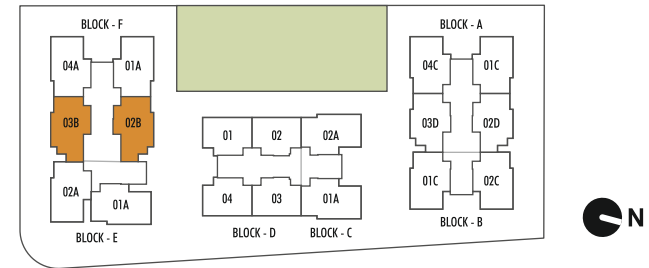 BLOCK - F
BLOCK - A
04A
01A
04C
01C
03B
02B
01
02
02A
03D
02D
02A
01A
04
03
01A
01C
02C
BLOCK - E
BLOCK - D
BLOCK - C
BLOCK - B
N